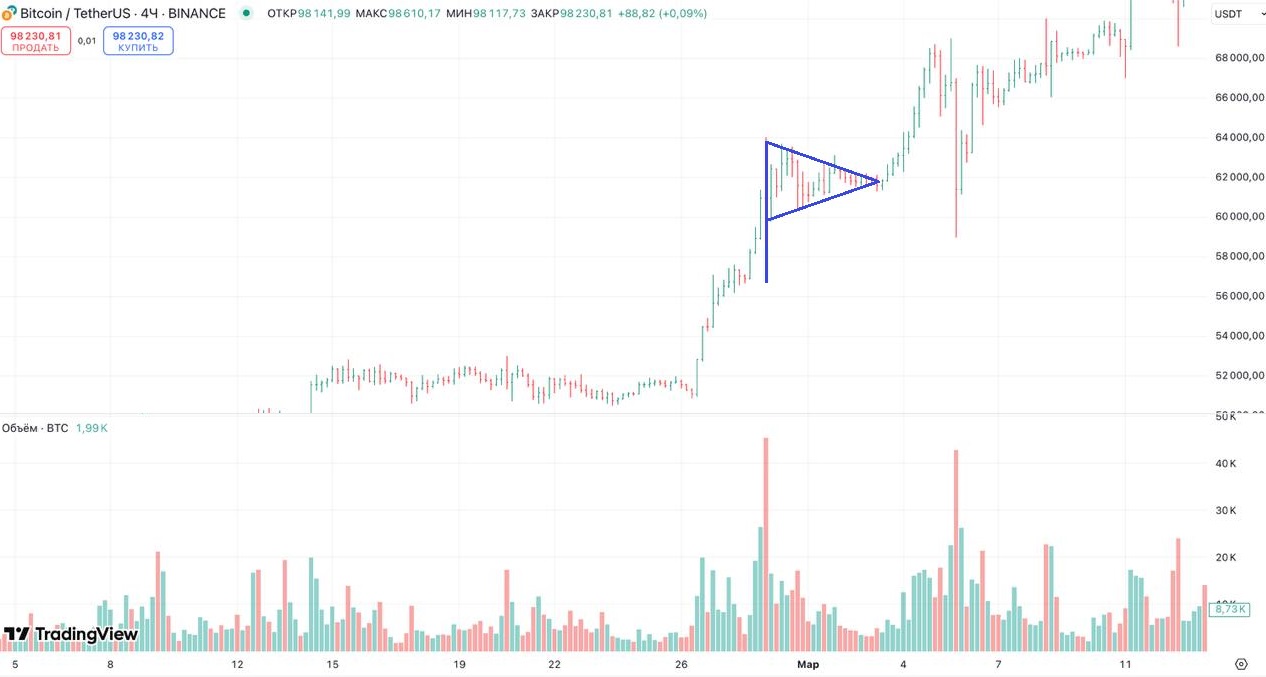 Bitcoin / TetherUS · 4Ч · BINANCE ОТКР98 141,99 МАКС98 610,17 МИН98 117,73 ЗАКР98 230,81 +88,82 (+0,09%)
USDT
98 230,81
ПРОДАТЬ
0,01
98 230,82
КУПИТЬ
68 000,00
66 000,00
64 000,00
62 000,00
60 000,00
58 000,00
56 000,00
54 000,00
52 000,00
50 K
Объём · BTC 1,99 K
40 K
30 K
20 K
8,73 K
TradingView
5 8 12 15 19 22 26 Мар 4 7 11